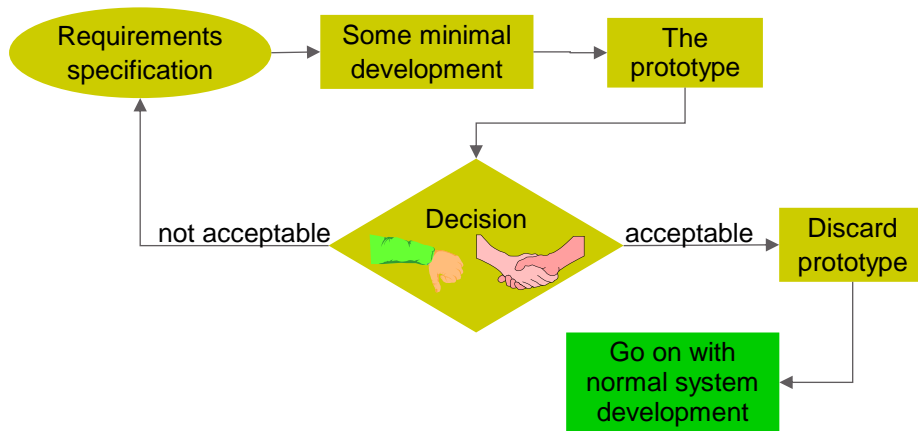 Requirements
specification
Some minimal
development
The
prototype
Decision
not acceptable
acceptable
Discard
prototype
Go on with
normal system
development